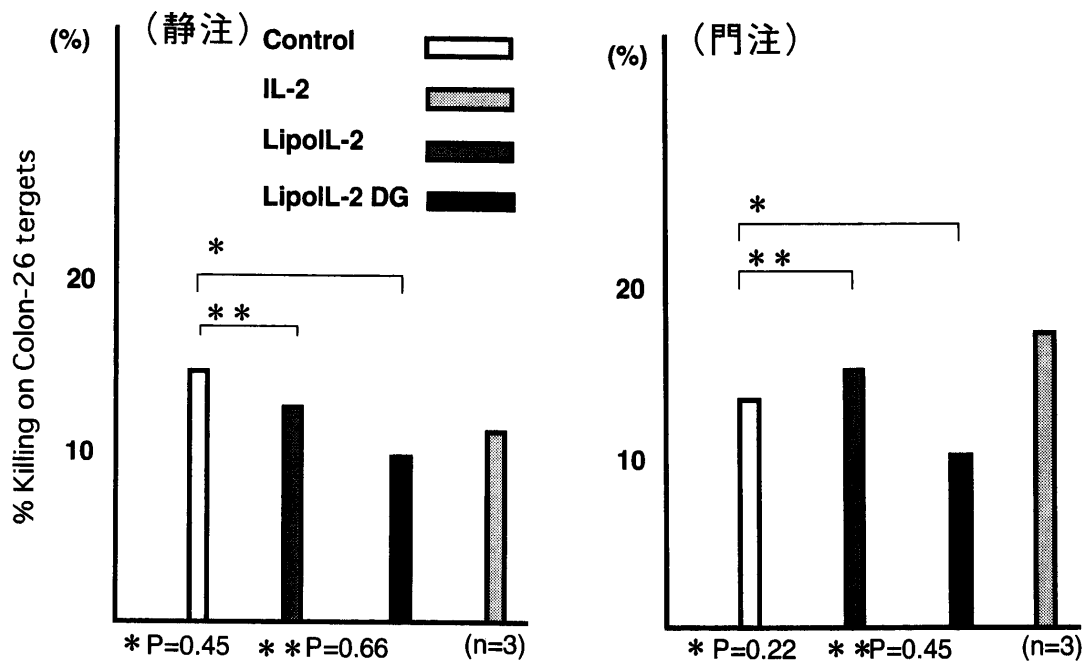 (%)
（静注）
Control
IL-2
LipoIL-2
LipoIL-2 DG
% Killing on Colon-26 tergets
20
10
*
**
* P=0.45
**P=0.66
(n=3)
(%)
（門注）
20
10
*
**
* P=0.22
**P=0.45
(n=3)